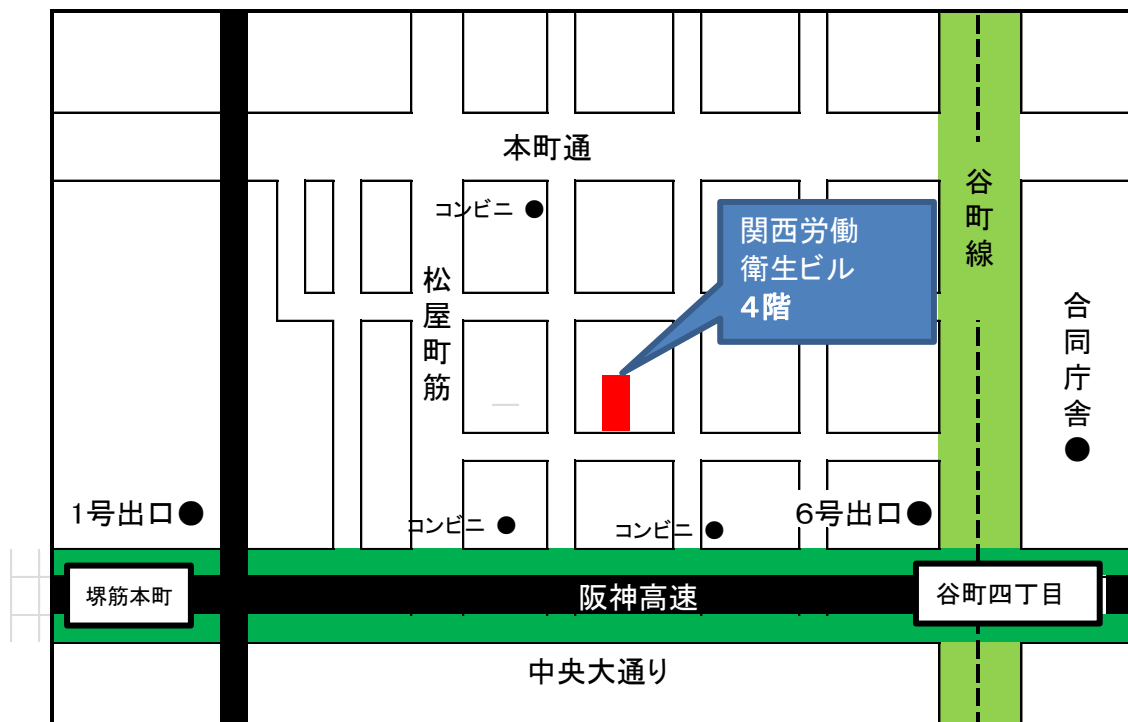 本町通
コンビニ
谷町線
関西労働
衛生ビル
4階
松屋町筋
合同庁舎
1号出口
コンビニ
コンビニ
6号出口
堺筋本町
阪神高速
谷町四丁目
中央大通り